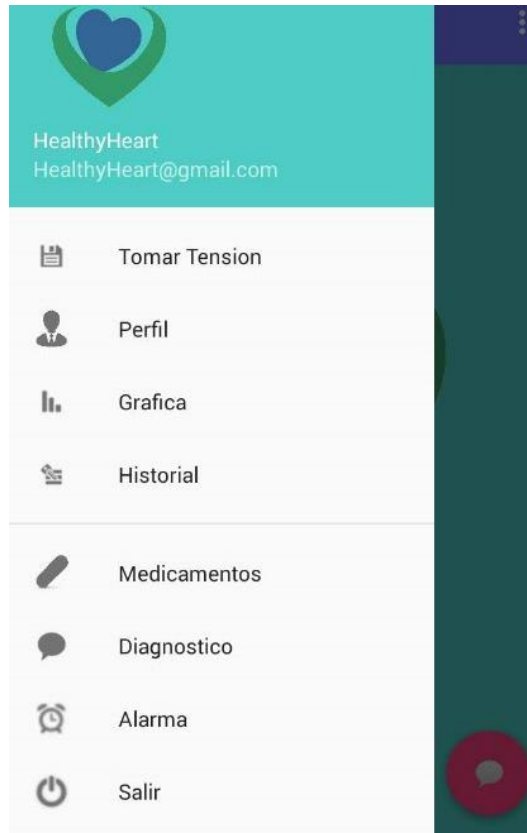 HealthyHeart
HealthyHeart@gmail.com
Tomar Tension
Perfil
Grafica
Historial
Medicamentos
Diagnostico
Alarma
Salir